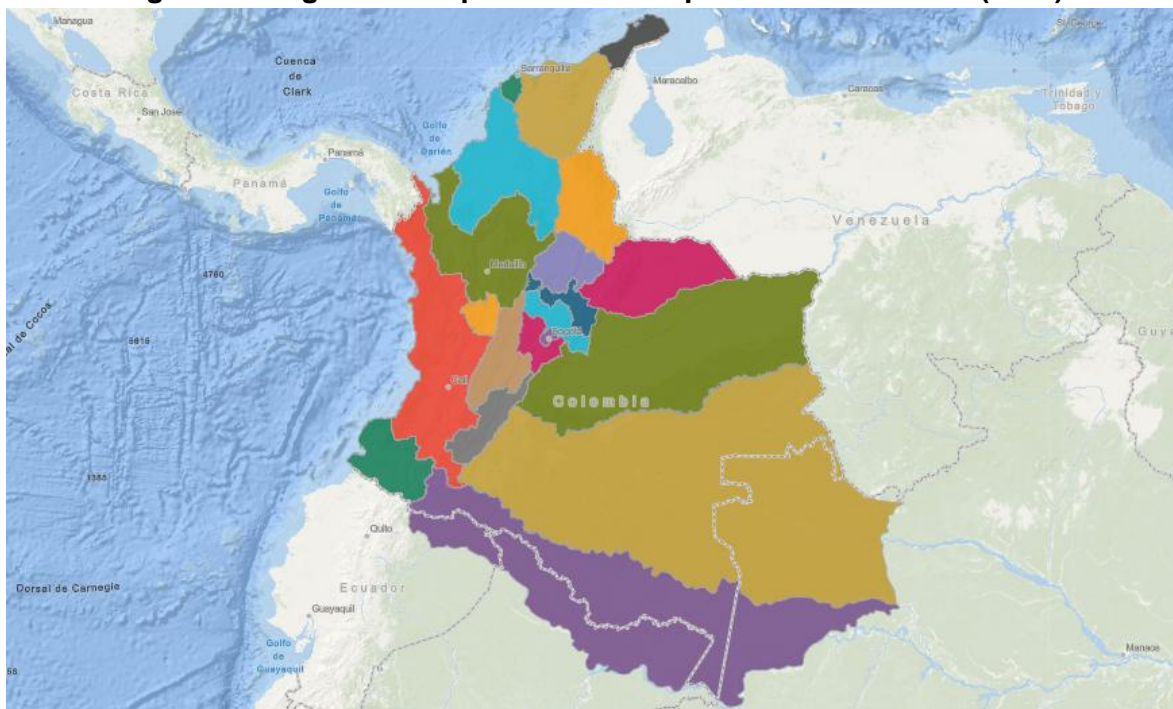 Managua
Cuenca
de
Clark
Barranquilla
Maracaibo
Caracas
Trinidad y
Tobago
Costa Rica
San José
Golfo
de
Darién
Panamá
Panamá
Golfo
de
Panamá
Venezuela
4760
Medellín
5616
Bogotá
Cali
Colombia
1385
Quito
Dorsal de Carnegie
Ecuador
Guayaquil
Golfo
de
Guayaquil
Manaos